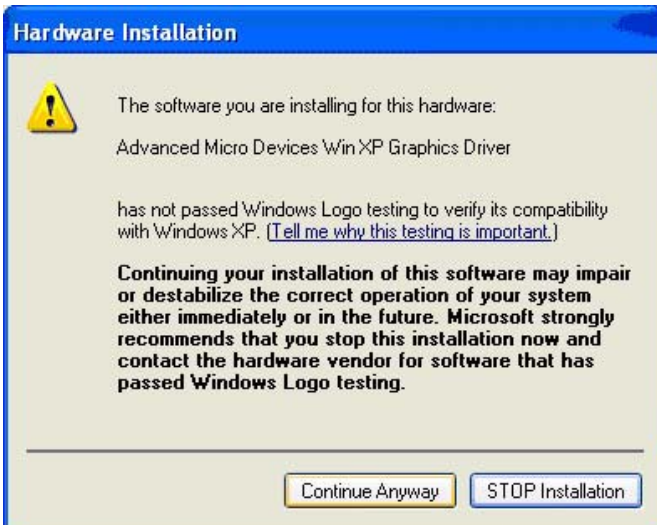 Hardware Installation
The software you are installing for this hardware:
Advanced Micro Devices Win XP Graphics Driver
has not passed Windows Logo testing to verify its compatibility
with Windows XP. (Tell me why this testing is important.)
Continuing your installation of this software may impair
or destabilize the correct operation of your system
either immediately or in the future. Microsoft strongly
recommends that you stop this installation now and
contact the hardware vendor for software that has
passed Windows Logo testing.
Continue Anyway STOP Installation